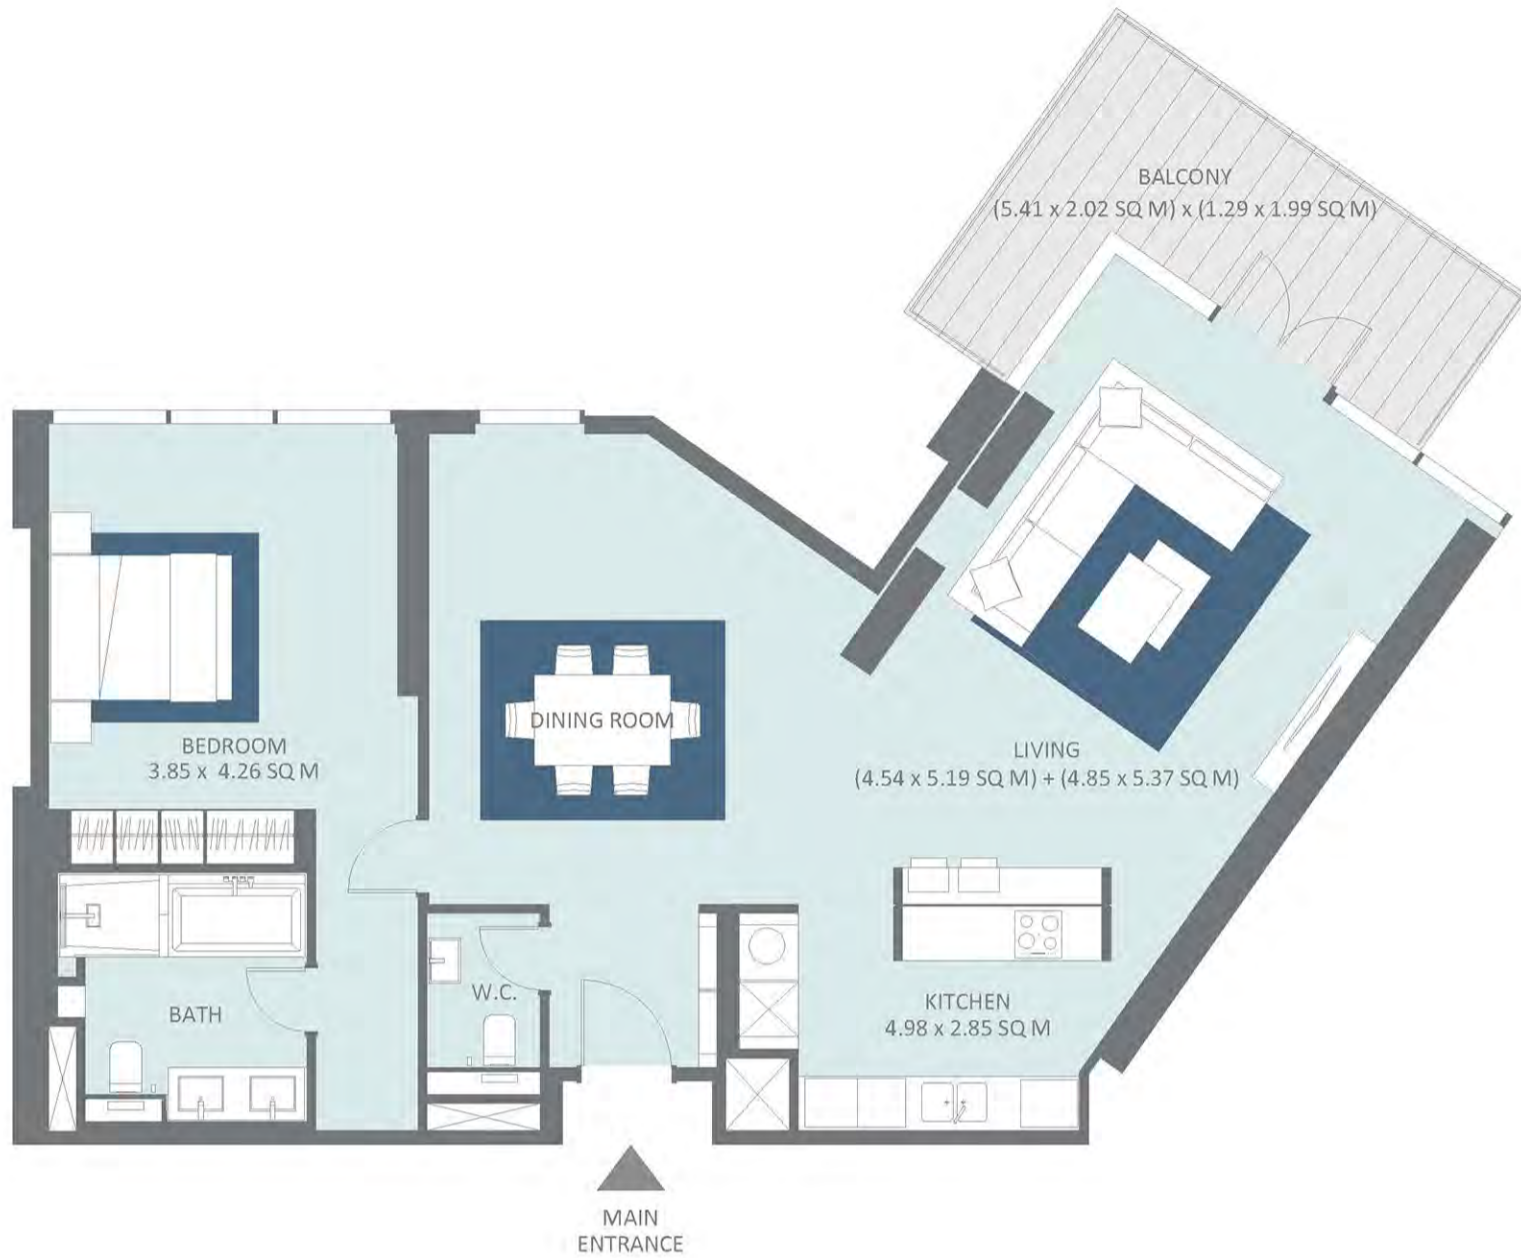 BALCONY
(5.41 x 2.02 SQ M) x (1.29 x 1.99 SQ M)
DINING ROOM
BEDROOM
3.85 x 4.26 SQ M
LIVING
(4.54 x 5.19 SQ M) + (4.85 x 5.37 SQ M)
W.C.
KITCHEN
4.98 x 2.85 SQ M
BATH
MAIN
ENTRANCE